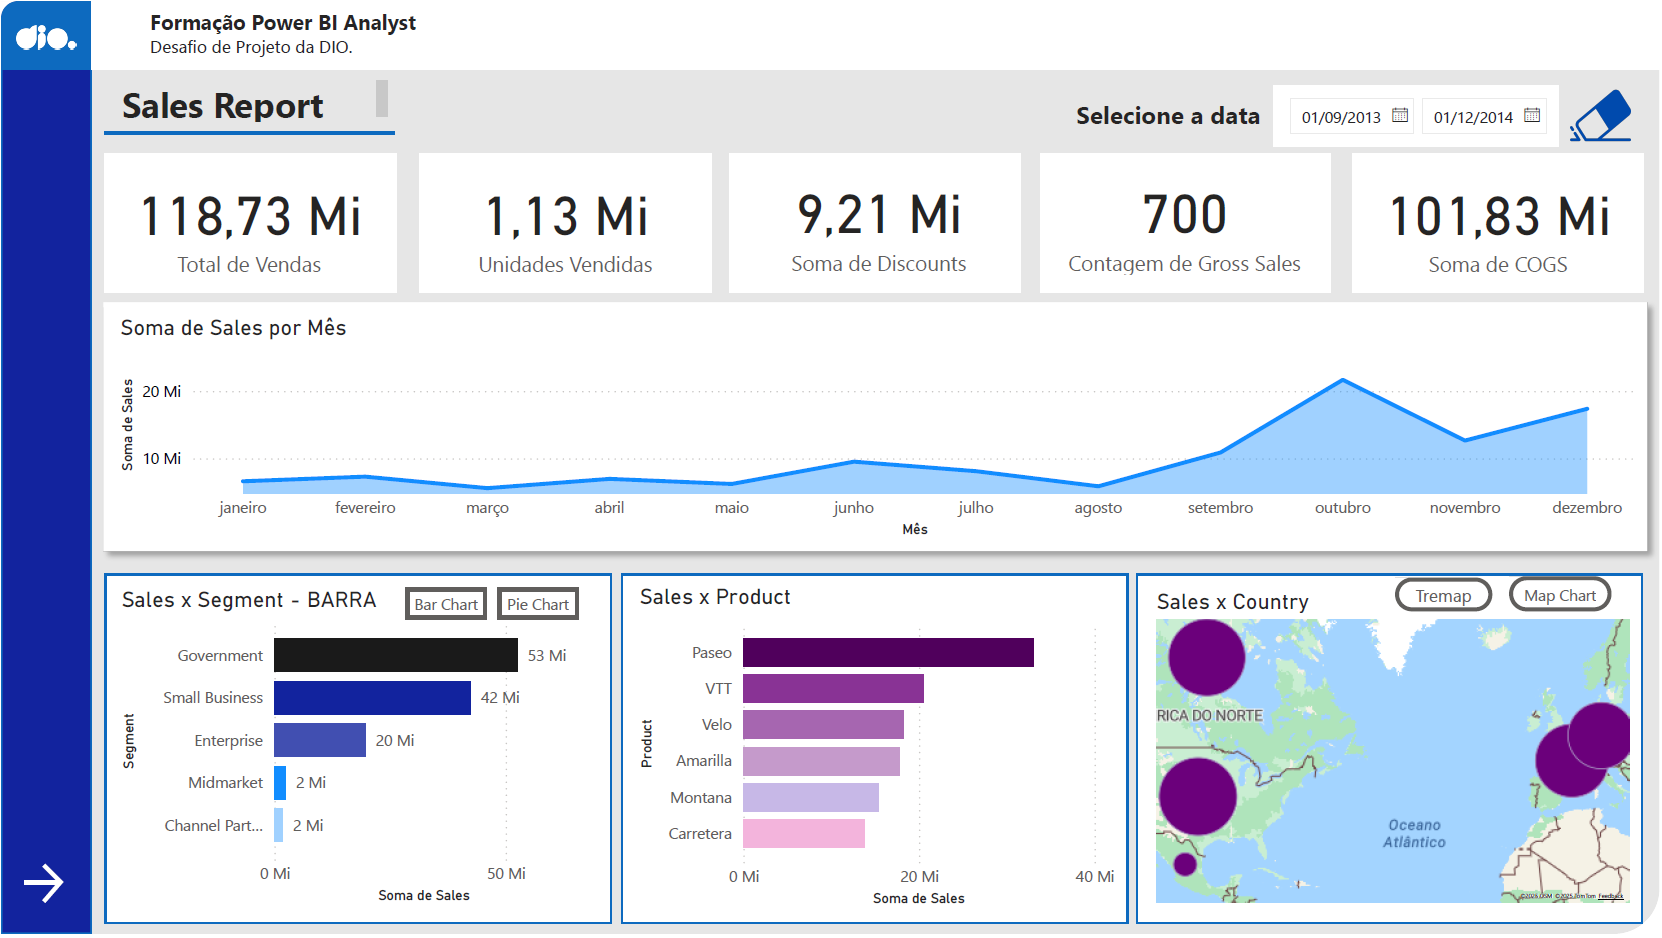 dio.
Formação Power BI Analyst
Desafio de Projeto da DIO.
Sales Report
Selecione a data
01/09/2013
01/12/2014
118,73 Mi
Total de Vendas
1,13 Mi
Unidades Vendidas
9,21 Mi
Soma de Discounts
700
Contagem de Gross Sales
101,83 Mi
Soma de COGS
Soma de Sales por Mês
Soma de Sales
20 Mi
10 Mi
janeiro fevereiro março abril maio junho julho agosto setembro outubro novembro dezembro
Mês
Sales x Segment - BARRA
Bar Chart
Pie Chart
Segment
Government 53 Mi
Small Business 42 Mi
Enterprise 20 Mi
Midmarket 2 Mi
Channel Part... 2 Mi
0 Mi 50 Mi
Soma de Sales
Sales x Product
Product
Paseo
VTT
Velo
Amarilla
Montana
Carretera
0 Mi 20 Mi 40 Mi
Soma de Sales
Sales x Country
Tremap
Map Chart
RICA DO NORTE
Oceano
Atlântico
©2025 OSM ©2025 TomTom Feedback